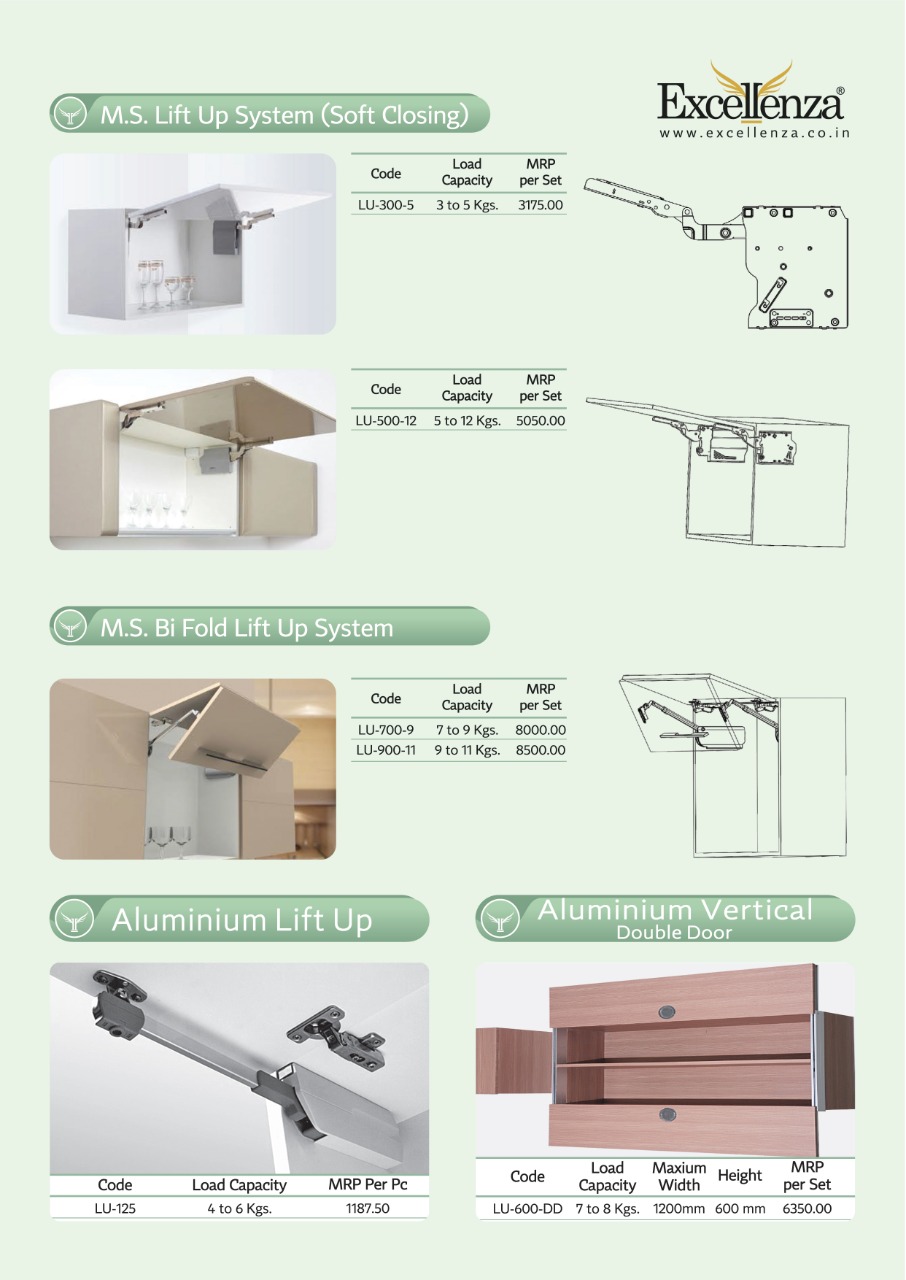 Excellenza®
www.excellenza.co.in
M.S. Lift Up System (Soft Closing)
Code Load Capacity MRP per Set
LU-300-5 3 to 5 Kgs. 3175.00
Code Load Capacity MRP per Set
LU-500-12 5 to 12 Kgs. 5050.00
M.S. Bi Fold Lift Up System
Code Load Capacity MRP per Set
LU-700-9 7 to 9 Kgs. 8000.00
LU-900-11 9 to 11 Kgs. 8500.00
Aluminium Lift Up
Code Load Capacity MRP Per Pc
LU-125 4 to 6 Kgs. 1187.50
Aluminium Vertical
Double Door
Code Load Capacity Maxium Width Height MRP per Set
LU-600-DD 7 to 8 Kgs. 1200mm 600 mm 6350.00